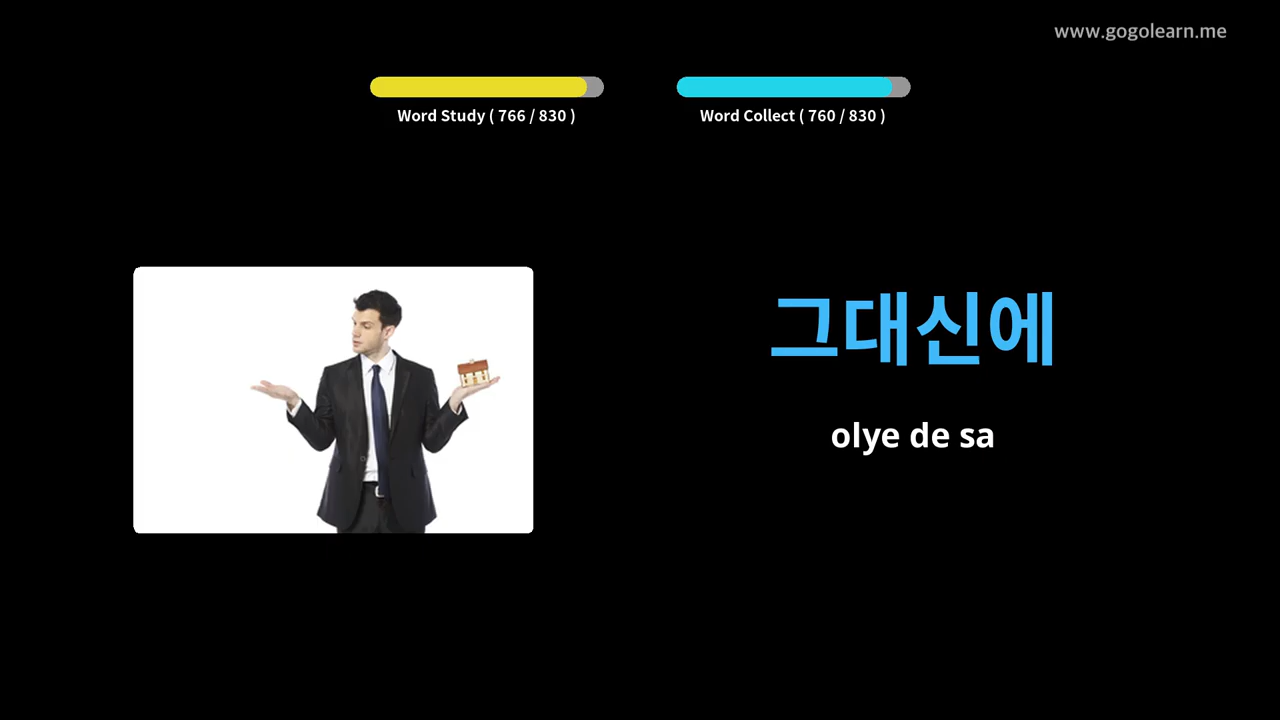 www.gogolearn.me
Word Study ( 766 / 830 )
Word Collect ( 760 / 830 )
그대신에
olye de sa